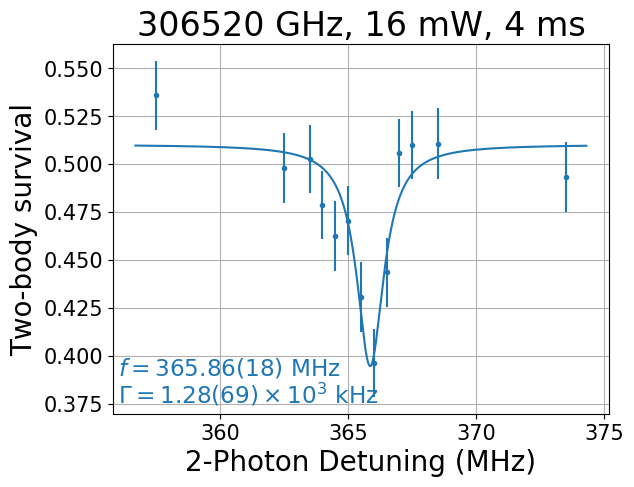 306520 GHz, 16 mW, 4 ms
Two-body survival
0.550
0.525
0.500
0.475
0.450
0.425
0.400
0.375
f = 365.86(18) MHz
Γ = 1.28(69) × 10³ kHz
360
365
370
375
2-Photon Detuning (MHz)